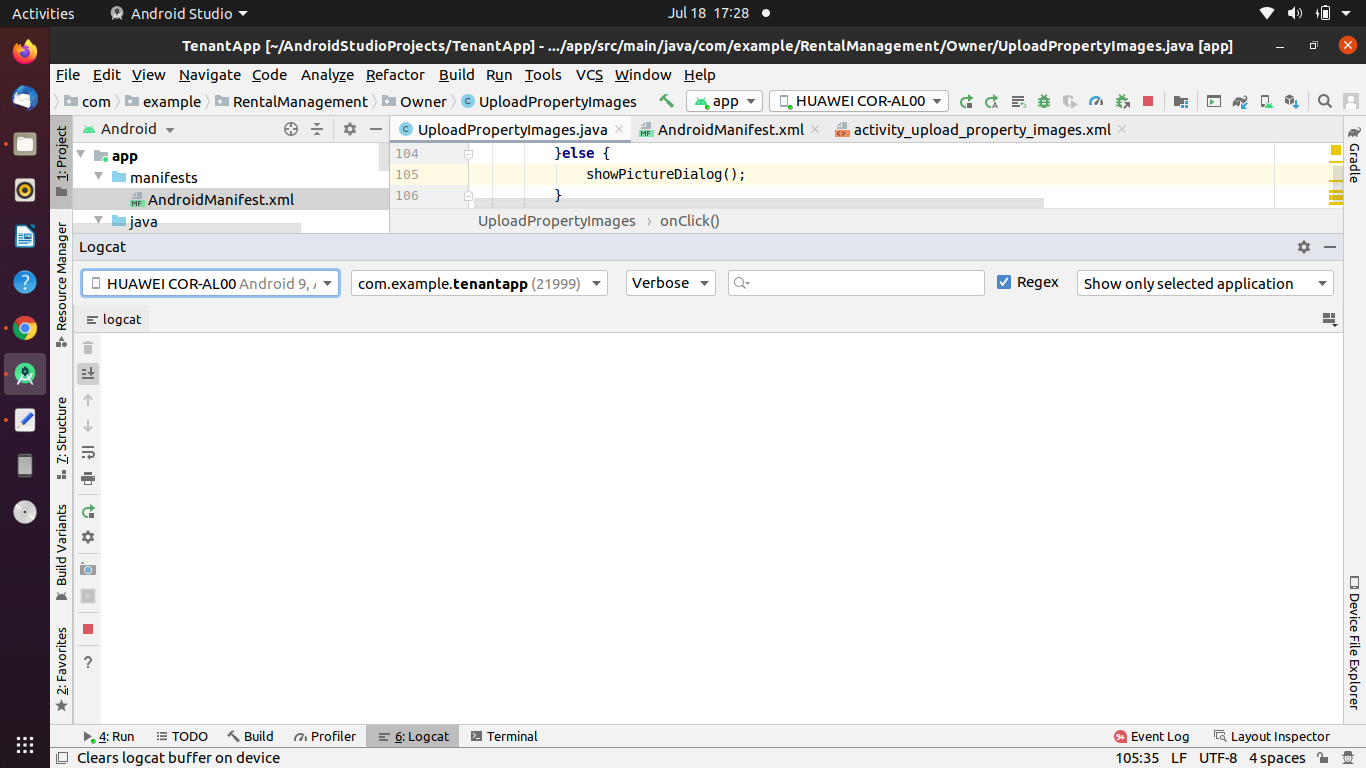 Activities Android Studio Jul 18 17:28
TenantApp [~/AndroidStudioProjects/TenantApp] - .../app/src/main/java/com/example/RentalManagement/Owner/UploadPropertyImages.java [app]
File Edit View Navigate Code Analyze Refactor Build Run Tools VCS Window Help
com example RentalManagement Owner UploadPropertyImages app HUAWEI COR-AL00
1: Project
Android
app
manifests
AndroidManifest.xml
java
UploadPropertyImages.java AndroidManifest.xml activity_upload_property_images.xml
104 }else {
105 showPictureDialog();
106 }
UploadPropertyImages › onClick()
Gradle
Logcat
HUAWEI COR-AL00 Android 9, com.example.tenantapp (21999) Verbose Regex Show only selected application
logcat
Resource Manager
7: Structure
Build Variants
2: Favorites
?
Device File Explorer
4: Run TODO Build Profiler 6: Logcat Terminal 9+ Event Log Layout Inspector
Clears logcat buffer on device 105:35 LF UTF-8 4 spaces